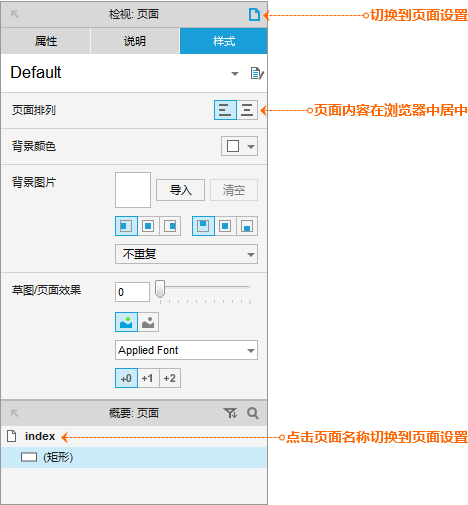 检视: 页面
切换到页面设置
属性
说明
样式
Default
页面排列
页面内容在浏览器中居中
背景颜色
背景图片
导入
清空
不重复
草图/页面效果
0
Applied Font
+0
+1
+2
概要: 页面
index
点击页面名称切换到页面设置
(矩形)